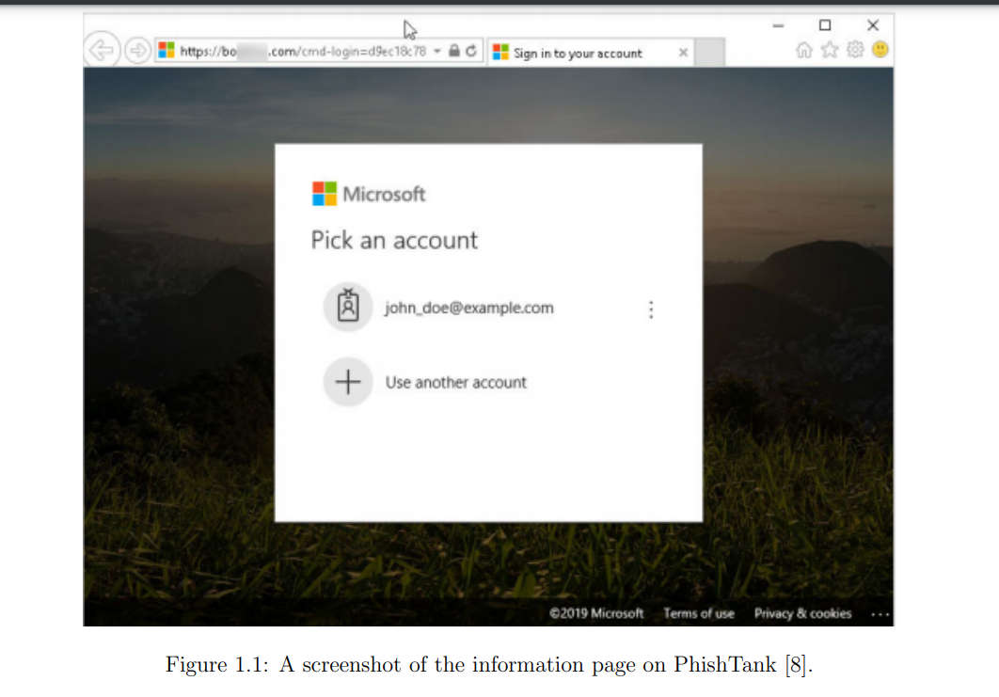 https://bo .com/cmd-login=d9ec18c78
Sign in to your account
Microsoft
Pick an account
john_doe@example.com
Use another account
©2019 Microsoft Terms of use Privacy & cookies
Figure 1.1: A screenshot of the information page on PhishTank [8].